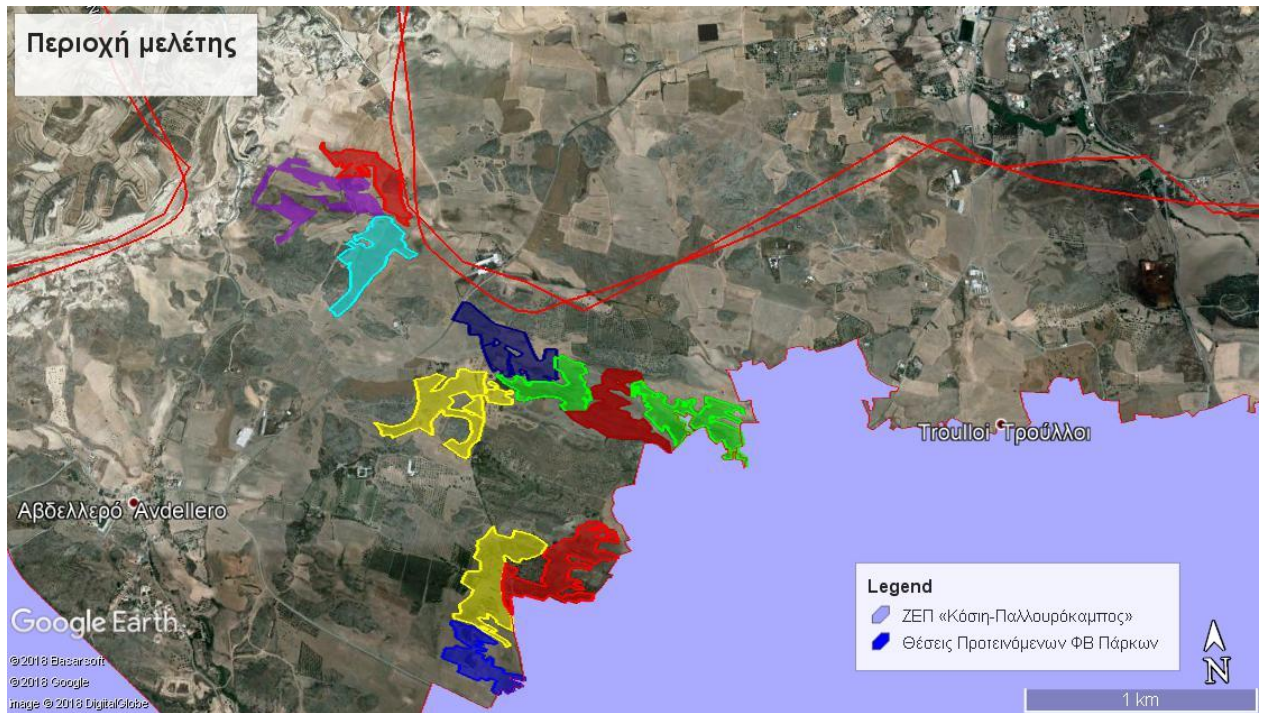 Περιοχή μελέτης
Troulloi Τρούλλοι
Αβδελλερό Avdellero
Legend
ΖΕΠ «Κόσιη-Παλλουρόκαμπος»
Θέσεις Προτεινόμενων ΦΒ Πάρκων
Google Earth
© 2018 Basarsoft
© 2018 Google
Image © 2018 DigitalGlobe
N
1 km